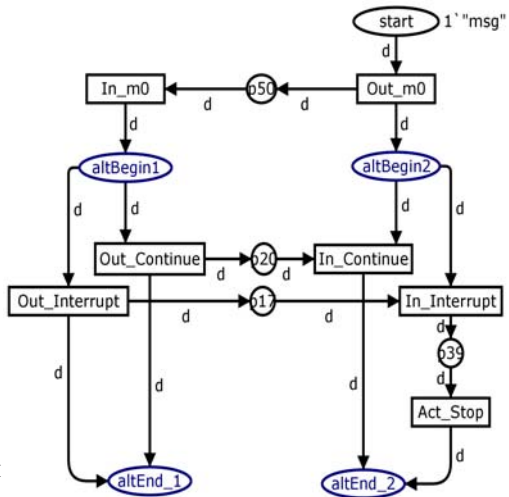 start 1`"msg"
d
In_m0 d p50 d Out_m0
d d
altBegin1 altBegin2
d d d d
Out_Continue d p20 d In_Continue
Out_Interrupt d p17 d In_Interrupt
d
p39
d d d d
Act_Stop
d
altEnd_1 altEnd_2